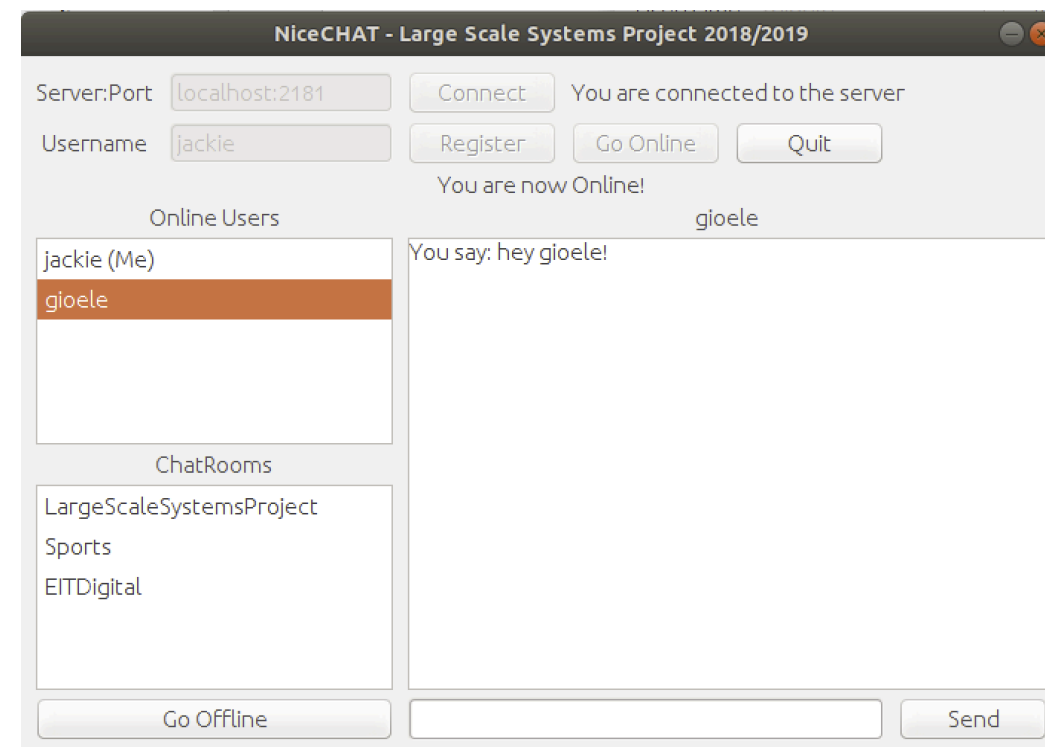 NiceCHAT - Large Scale Systems Project 2018/2019
Server:Port localhost:2181 Connect You are connected to the server
Username jackie Register Go Online Quit
You are now Online!
Online Users
gioele
jackie (Me)
gioele
You say: hey gioele!
ChatRooms
LargeScaleSystemsProject
Sports
EITDigital
Go Offline
Send